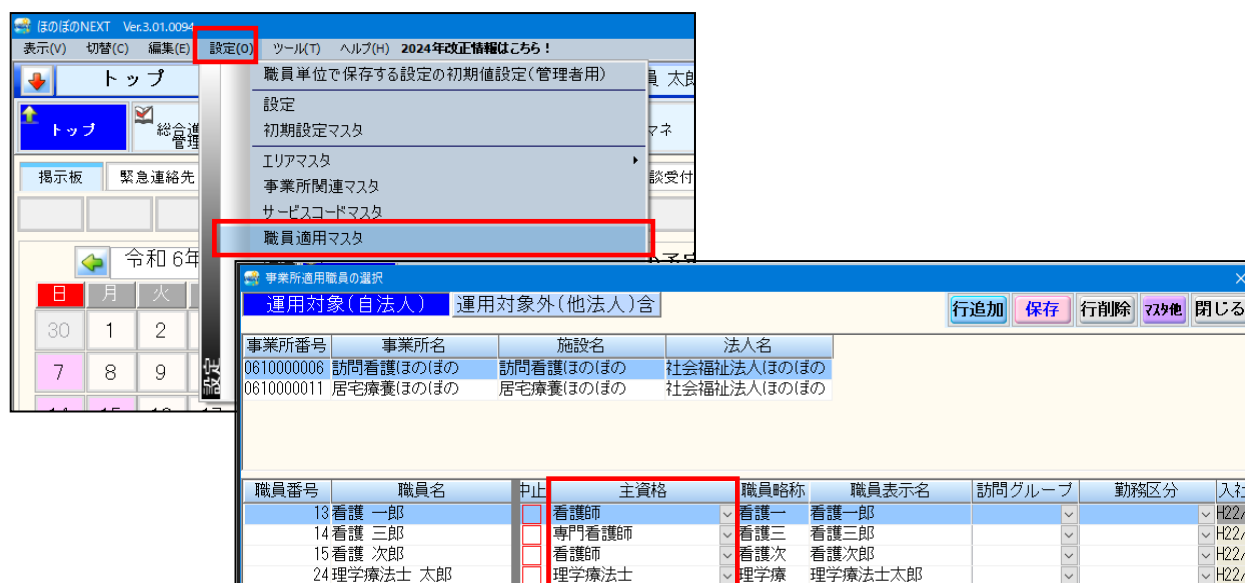 ほのぼのNEXT Ver.3.01.0094
表示(V) 切替(C) 編集(E) 設定(O) ツール(T) ヘルプ(H) 2024年改正情報はこちら！
職員単位で保存する設定の初期値設定(管理者用)
設定
初期設定マスタ
エリアマスタ
事業所関連マスタ
サービスコードマスタ
職員適用マスタ
トップ
員 太
トップ
総合進
管理
マネ
掲示板 緊急連絡先
談受付
令和 6年
日 月 火
30 1 2
7 8 9
設定
事業所適用職員の選択
運用対象(自法人) 運用対象外(他法人)含
行追加 保存 行削除 マスタ他 閉じる
事業所番号 事業所名 施設名 法人名
0610000006 訪問看護ほのぼの 訪問看護ほのぼの 社会福祉法人ほのぼの
0610000011 居宅療養ほのぼの 居宅療養ほのぼの 社会福祉法人ほのぼの
職員番号 職員名 中止 主資格 職員略称 職員表示名 訪問グループ 勤務区分 入社
13 看護 一郎 看護師 看護一 看護一郎 H22/
14 看護 三郎 専門看護師 看護三 看護三郎 H22/
15 看護 次郎 看護師 看護次 看護次郎 H22/
24 理学療法士 太郎 理学療法士 理学療 理学療法士太郎 H22/